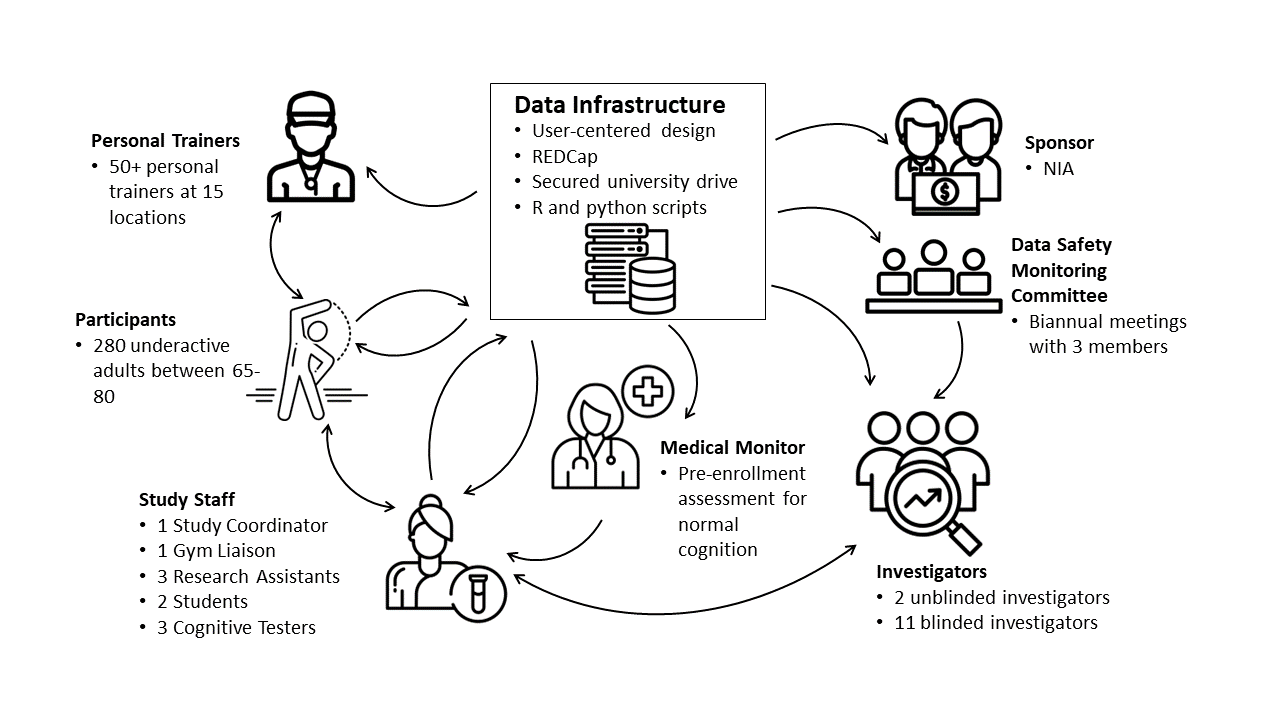 Data Infrastructure
• User-centered design
• REDCap
• Secured university drive
• R and python scripts
Personal Trainers
• 50+ personal
trainers at 15
locations
Sponsor
• NIA
$
Data Safety
Monitoring
Committee
• Biannual meetings
with 3 members
Participants
• 280 underactive
adults between 65-
80
Medical Monitor
• Pre-enrollment
assessment for
normal
cognition
Study Staff
• 1 Study Coordinator
• 1 Gym Liaison
• 3 Research Assistants
• 2 Students
• 3 Cognitive Testers
Investigators
• 2 unblinded investigators
• 11 blinded investigators